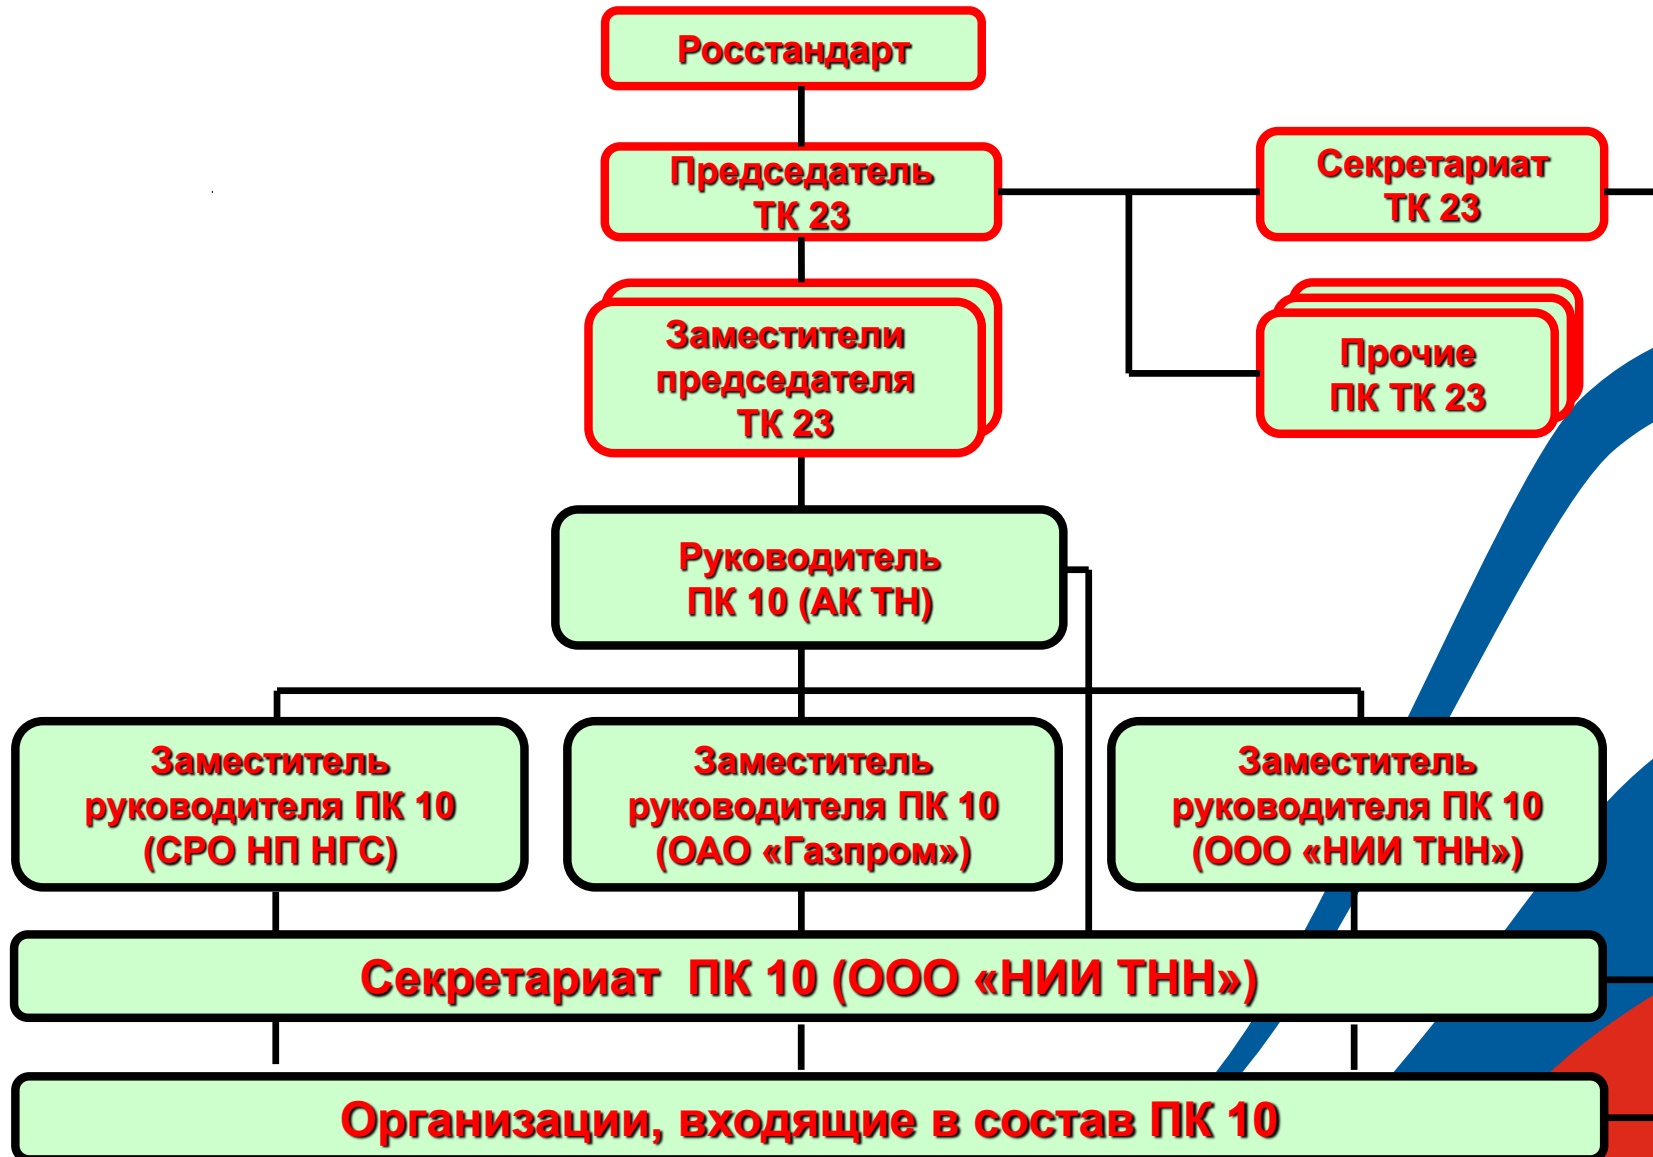 Росстандарт
Председатель
ТК 23
Секретариат
ТК 23
Заместители
председателя
ТК 23
Прочие
ПК ТК 23
Руководитель
ПК 10 (АК ТН)
Заместитель
руководителя ПК 10
(СРО НП НГС)
Заместитель
руководителя ПК 10
(ОАО «Газпром»)
Заместитель
руководителя ПК 10
(ООО «НИИ ТНН»)
Секретариат ПК 10 (ООО «НИИ ТНН»)
Организации, входящие в состав ПК 10